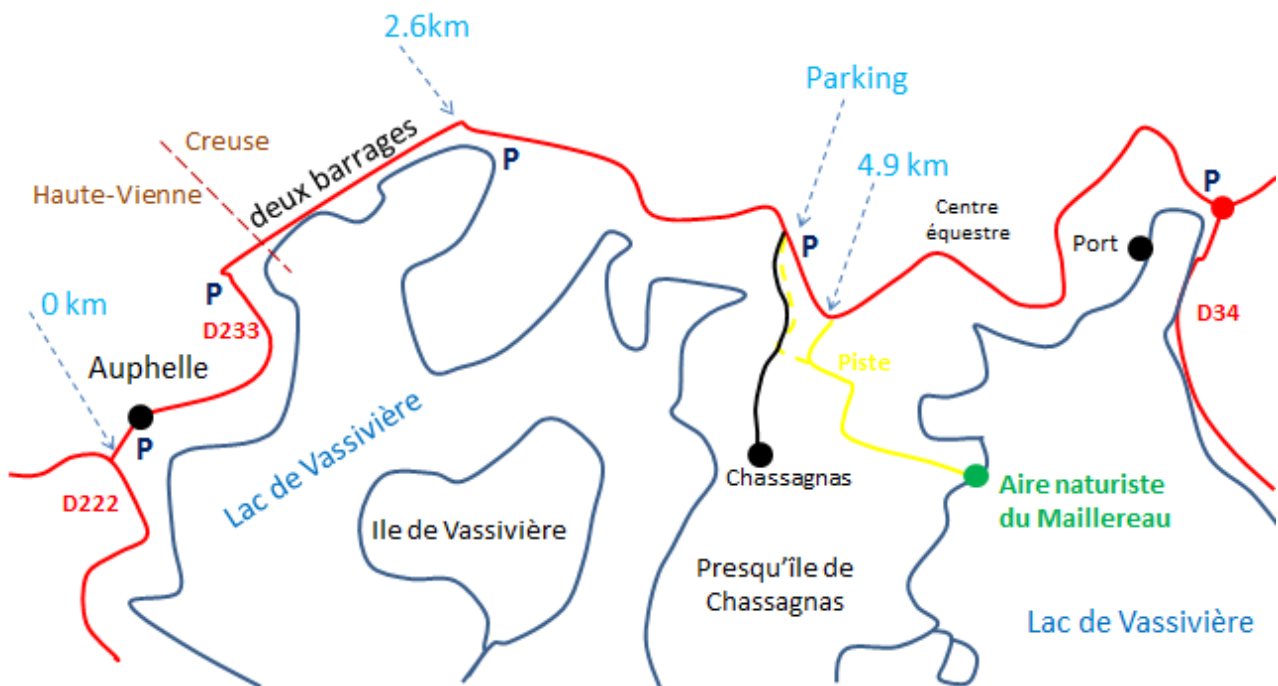 2.6km
Parking
Creuse
deux barrages
P
4.9 km
P
Haute-Vienne
Centre
équestre
P
Port
P
0 km
D233
D34
Auphelle
Piste
P
Lac de Vassivière
Chassagnas
D222
Ile de Vassivière
Aire naturiste
du Maillereau
Presqu'île de
Chassagnas
Lac de Vassivière